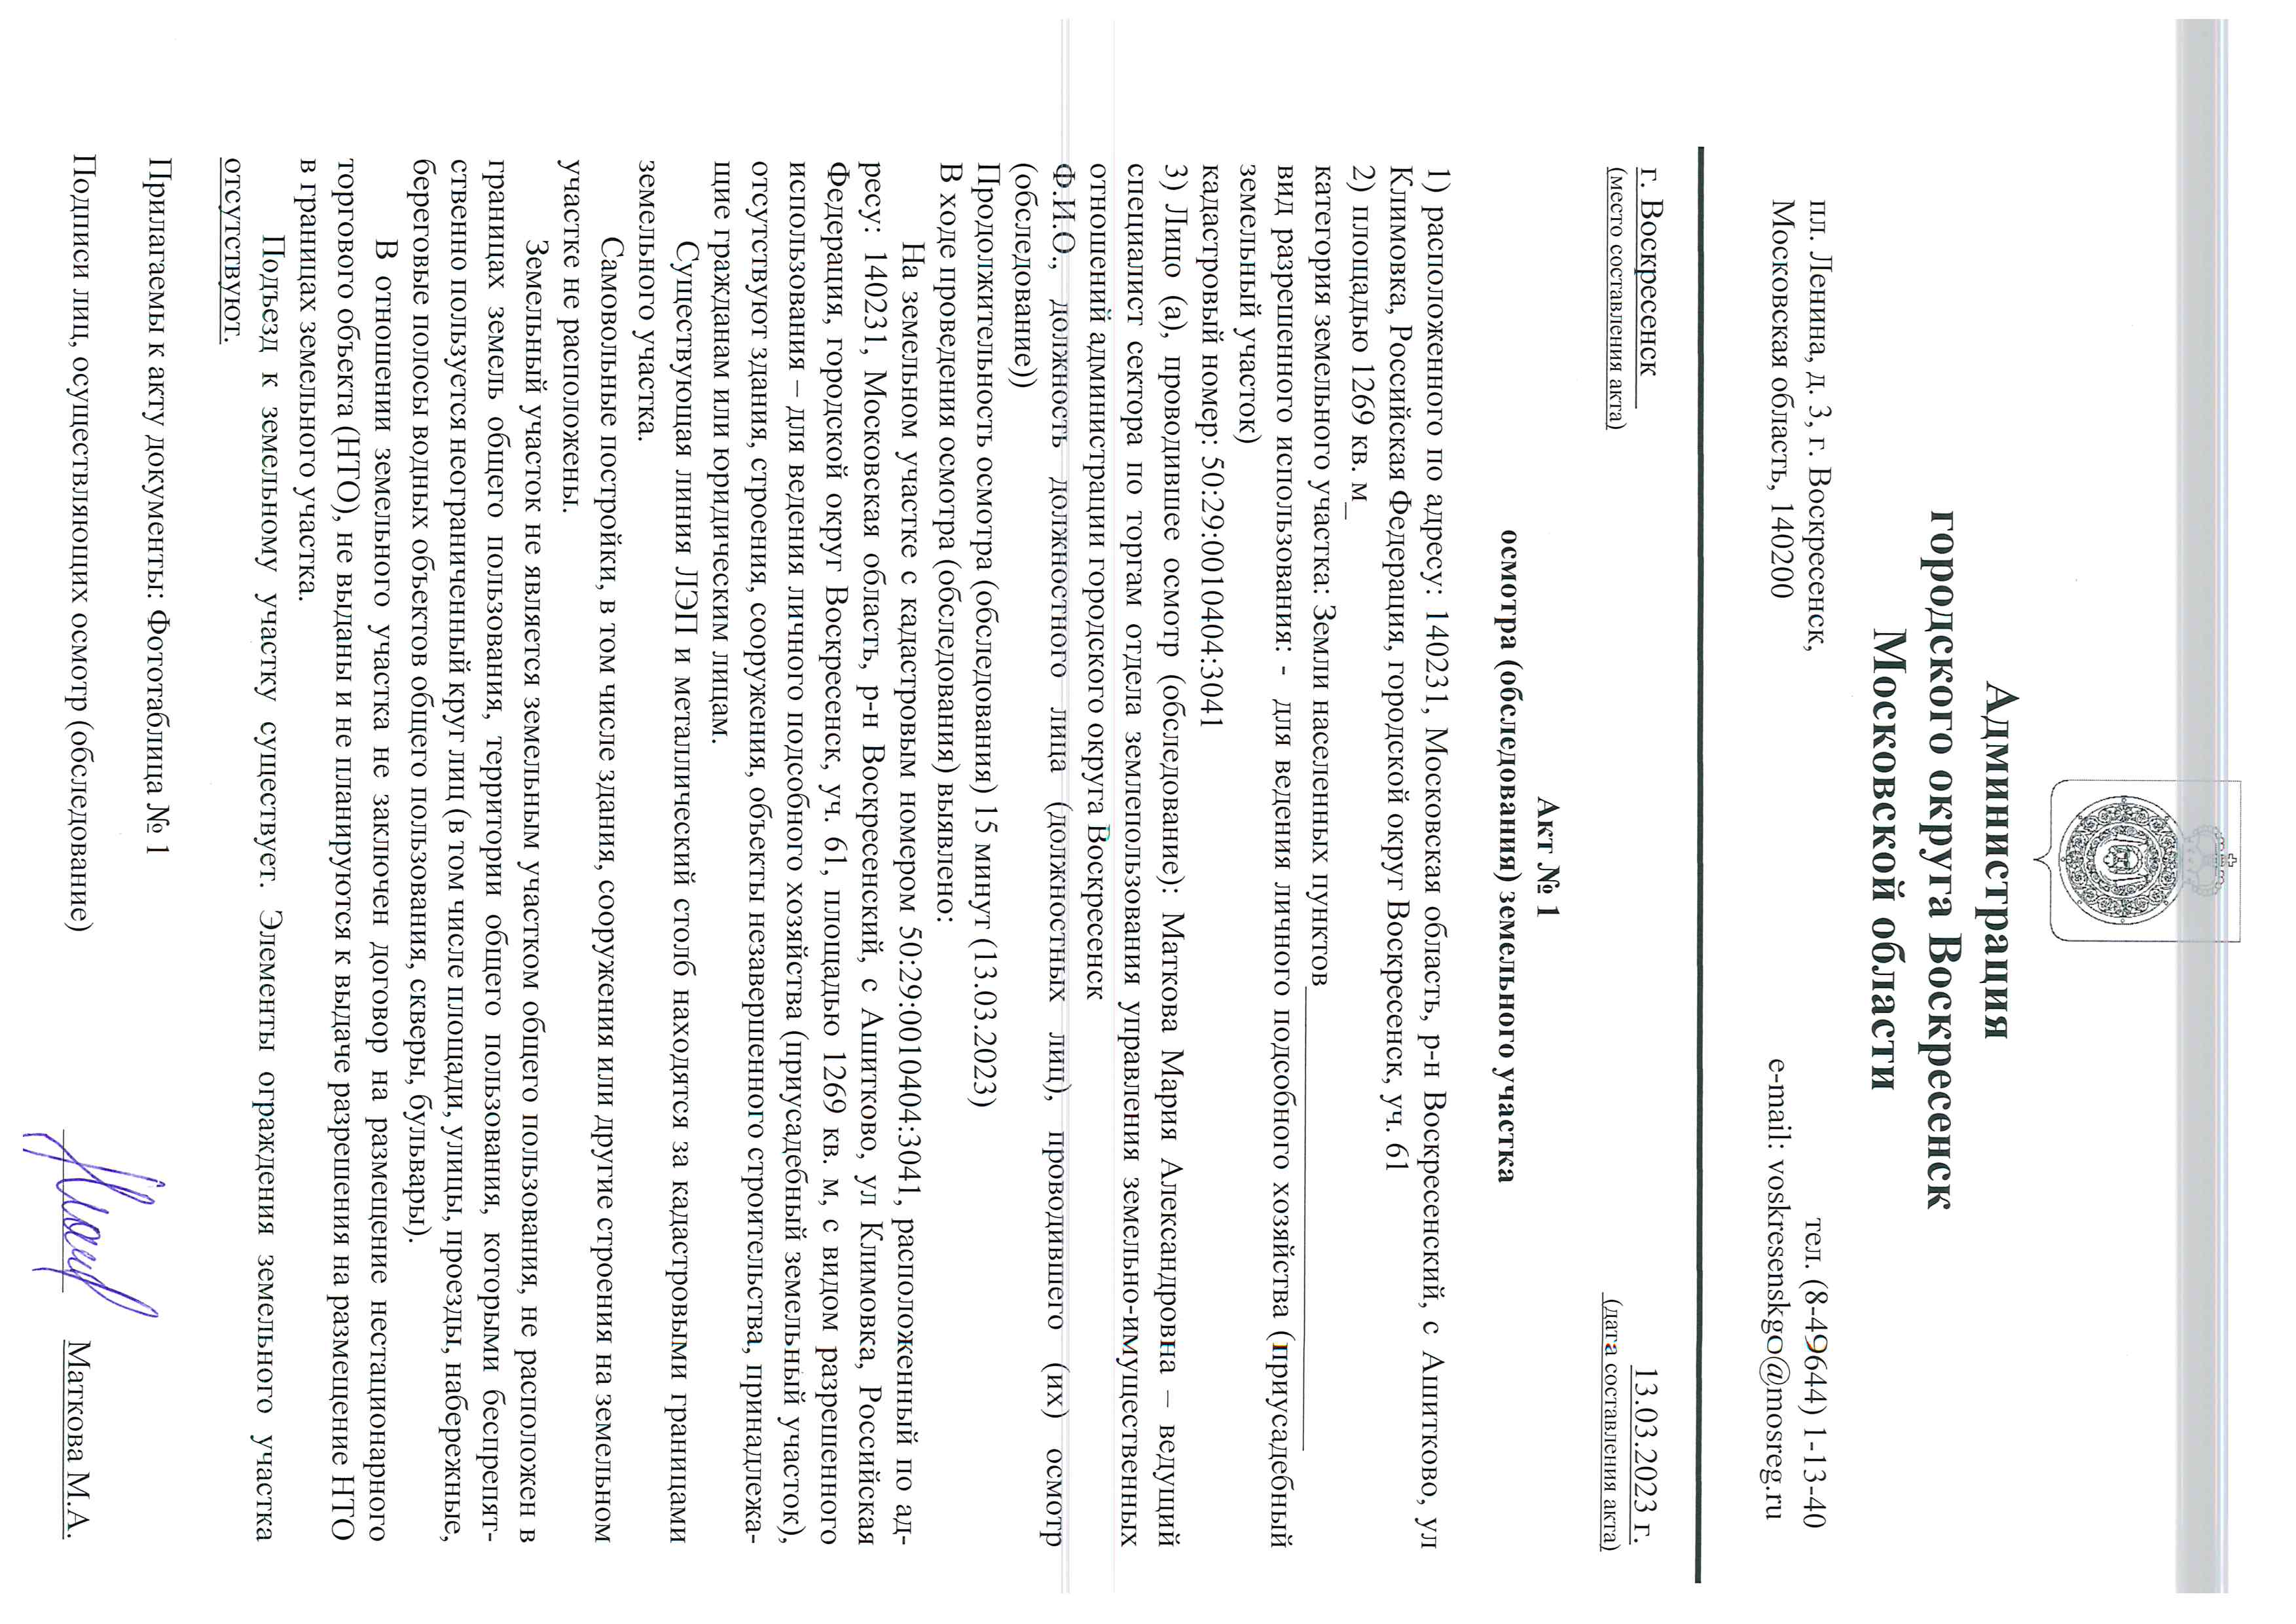 Администрация
городского округа Воскресенск
Московской области
пл. Ленина, д. 3, г. Воскресенск,
Московская область, 140200
тел. (8-49644) 1-13-40
e-mail: voskresenskgo@mosreg.ru
г. Воскресенск
(место составления акта)
13.03.2023 г.
(дата составления акта)
Акт № 1
осмотра (обследования) земельного участка
1) расположенного по адресу: 140231, Московская область, р-н Воскресенский, с Ашитково, ул
Климовка, Российская Федерация, городской округ Воскресенск, уч. 61
2) площадью 1269 кв. м_
категория земельного участка: Земли населенных пунктов
вид разрешенного использования: - для ведения личного подсобного хозяйства (приусадебный
земельный участок)
кадастровый номер: 50:29:0010404:3041
3) Лицо (а), проводившее осмотр (обследование): Маткова Мария Александровна – ведущий
специалист сектора по торгам отдела землепользования управления земельно-имущественных
отношений администрации городского округа Воскресенск
Ф.И.О., должность должностного лица (должностных лиц), проводившего (их) осмотр
(обследование))
Продолжительность осмотра (обследования) 15 минут (13.03.2023)
В ходе проведения осмотра (обследования) выявлено:
На земельном участке с кадастровым номером 50:29:0010404:3041, расположенный по ад-
ресу: 140231, Московская область, р-н Воскресенский, с Ашитково, ул Климовка, Российская
Федерация, городской округ Воскресенск, уч. 61, площадью 1269 кв. м, с видом разрешенного
использования – для ведения личного подсобного хозяйства (приусадебный земельный участок),
отсутствуют здания, строения, сооружения, объекты незавершенного строительства, принадлежа-
щие гражданам или юридическим лицам.
Существующая линия ЛЭП и металлический столб находятся за кадастровыми границами
земельного участка.
Самовольные постройки, в том числе здания, сооружения или другие строения на земельном
участке не расположены.
Земельный участок не является земельным участком общего пользования, не расположен в
границах земель общего пользования, территории общего пользования, которыми беспрепят-
ственно пользуется неограниченный круг лиц (в том числе площади, улицы, проезды, набережные,
береговые полосы водных объектов общего пользования, скверы, бульвары).
В отношении земельного участка не заключен договор на размещение нестационарного
торгового объекта (НТО), не выданы и не планируются к выдаче разрешения на размещение НТО
в границах земельного участка.
Подъезд к земельному участку существует. Элементы ограждения земельного участка
отсутствуют.
Прилагаемы к акту документы: Фототаблица № 1
Подписи лиц, осуществляющих осмотр (обследование)
Маткова М.А.